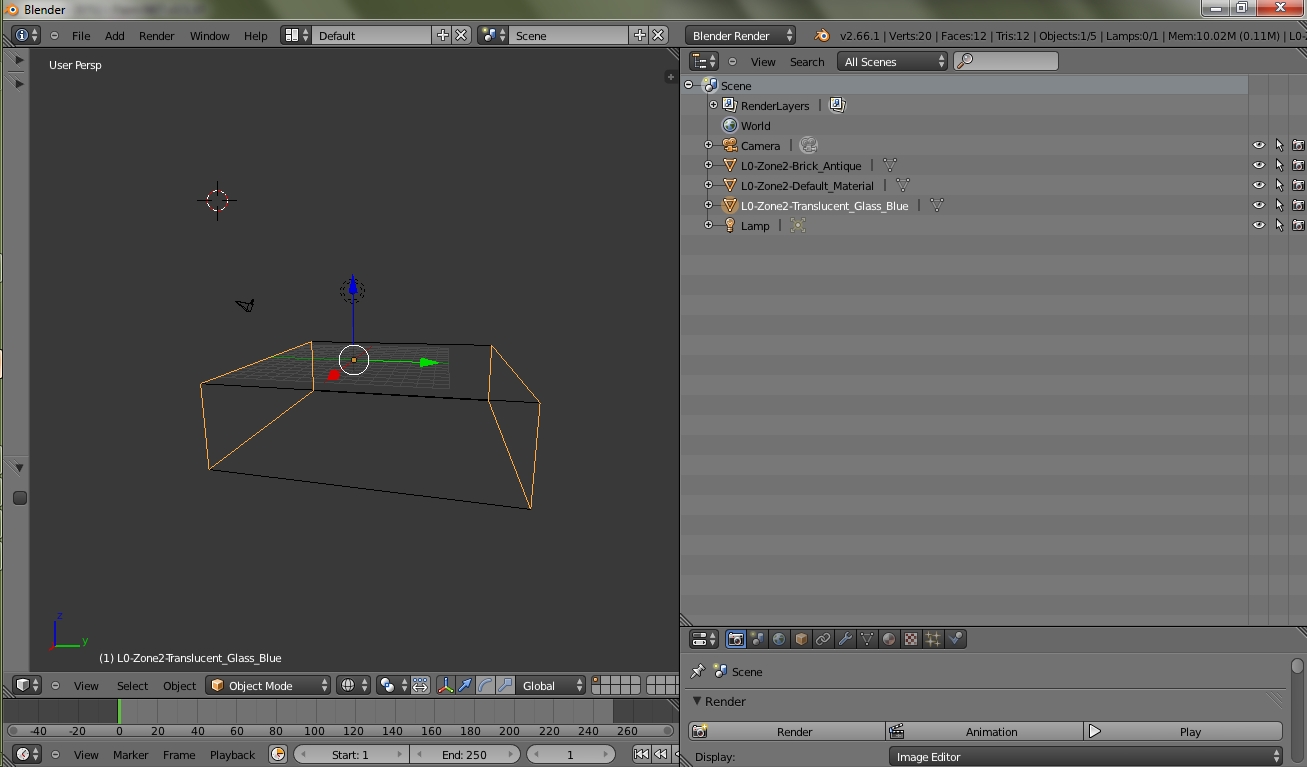 Blender
File Add Render Window Help Default Scene Blender Render v2.66.1 | Verts:20 | Faces:12 | Tris:12 | Objects:1/5 | Lamps:0/1 | Mem:10.02M (0.11M) | L0-
User Persp
View Search All Scenes
Scene
RenderLayers |
World
Camera |
L0-Zone2-Brick_Antique |
L0-Zone2-Default_Material |
L0-Zone2-Translucent_Glass_Blue |
Lamp |
z
y
(1) L0-Zone2-Translucent_Glass_Blue
View Select Object Object Mode Global
Scene
Render
Render Animation Play
Display: Image Editor
-40 -20 0 20 40 60 80 100 120 140 160 180 200 220 240 260
View Marker Frame Playback Start: 1 End: 250 1